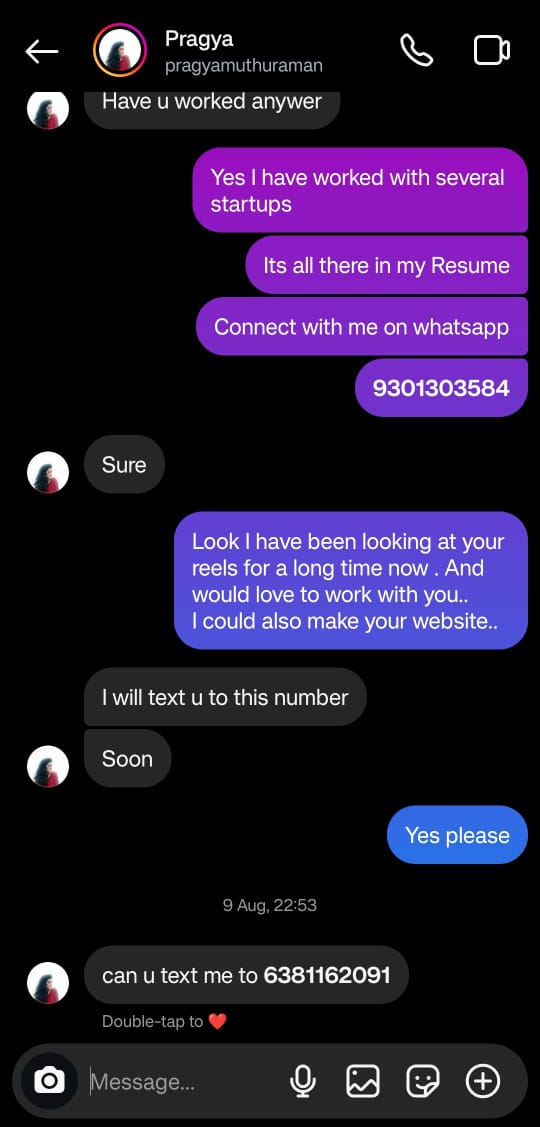 Pragya
pragyamuthuraman
Have u worked anywer
Yes I have worked with several
startups
Its all there in my Resume
Connect with me on whatsapp
9301303584
Sure
Look I have been looking at your
reels for a long time now . And
would love to work with you..
I could also make your website..
I will text u to this number
Soon
Yes please
9 Aug, 22:53
can u text me to 6381162091
Double-tap to ❤️
Message...